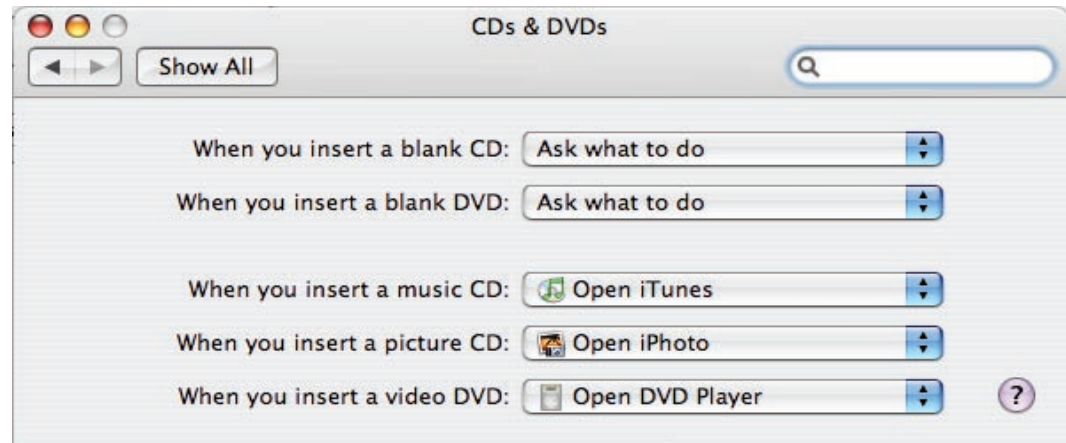 CDs & DVDs
Show All
When you insert a blank CD: Ask what to do
When you insert a blank DVD: Ask what to do
When you insert a music CD: Open iTunes
When you insert a picture CD: Open iPhoto
When you insert a video DVD: Open DVD Player ?